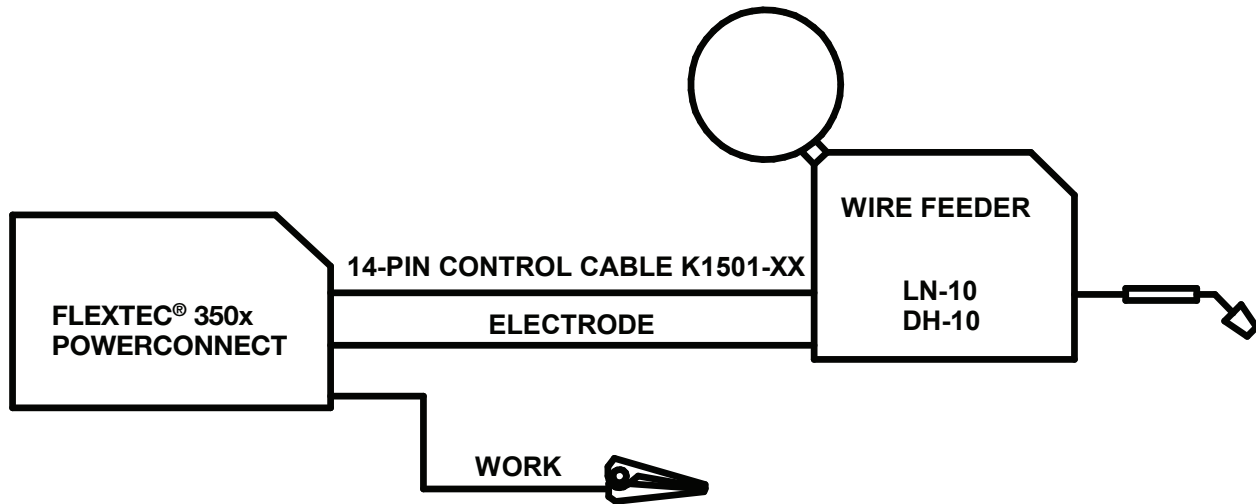 WIRE FEEDER
14-PIN CONTROL CABLE K1501-XX
LN-10
DH-10
FLEXTEC® 350x
POWERCONNECT
ELECTRODE
WORK